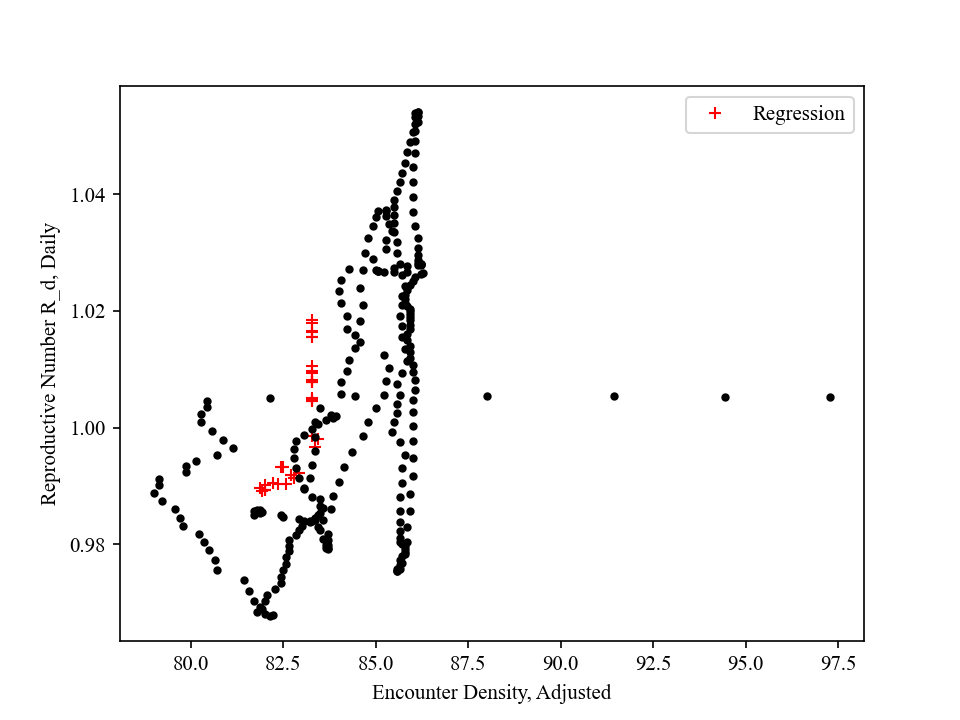 Regression
1.04
1.02
1.00
0.98
Reproductive Number R_d, Daily
80.0 82.5 85.0 87.5 90.0 92.5 95.0 97.5
Encounter Density, Adjusted